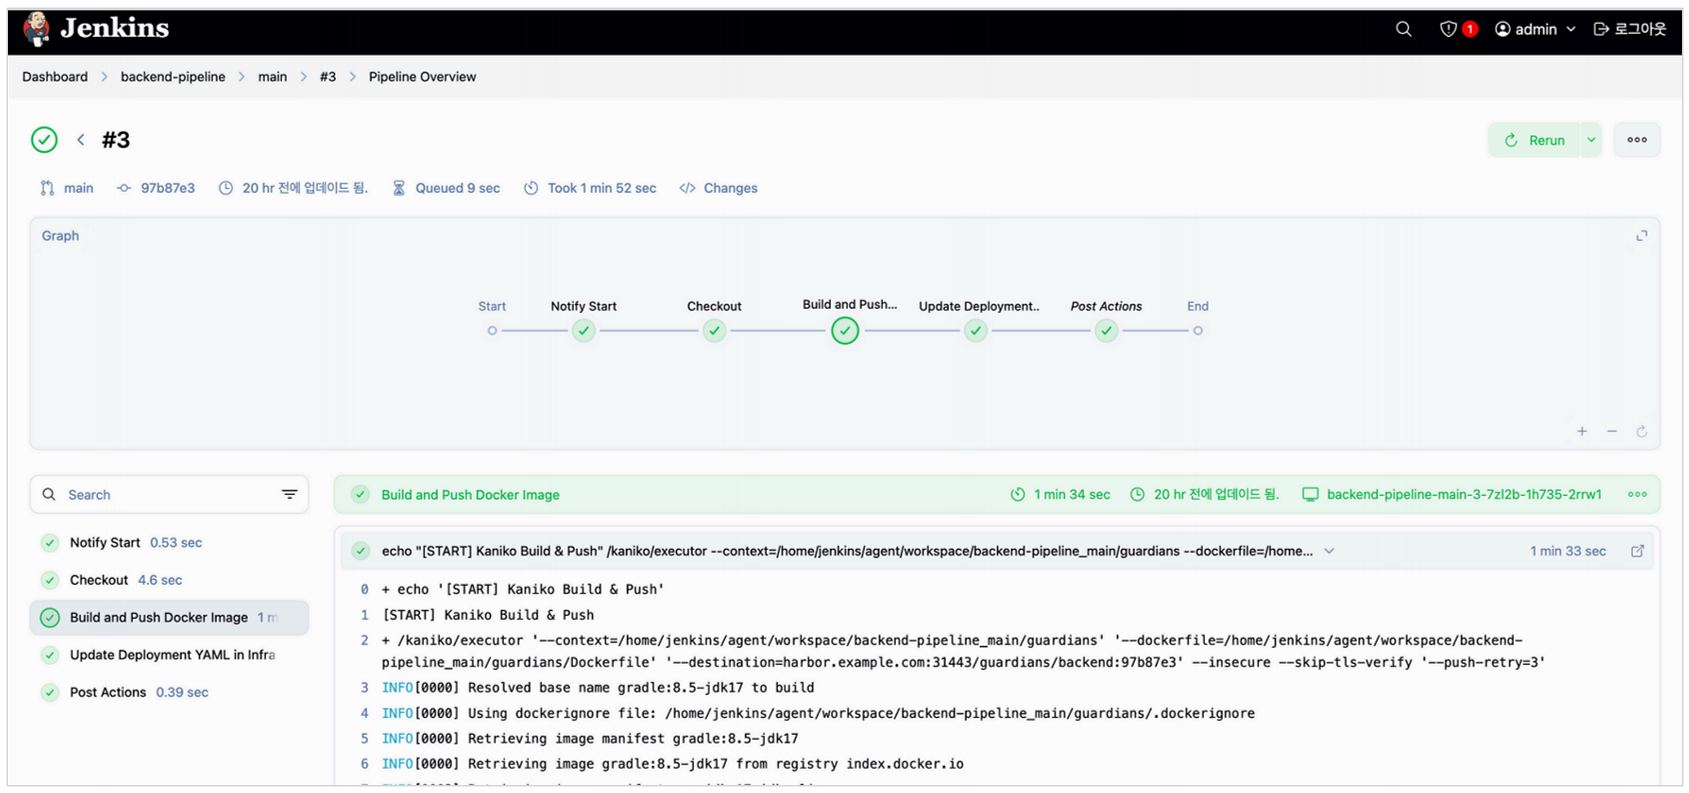 Jenkins
1 admin 로그아웃
Dashboard backend-pipeline main #3 Pipeline Overview
#3
Rerun
main 97b87e3 20 hr 전에 업데이트 됨. Queued 9 sec Took 1 min 52 sec Changes
Graph
Start Notify Start Checkout Build and Push... Update Deployment.. Post Actions End
Search
Build and Push Docker Image 1 min 34 sec 20 hr 전에 업데이트 됨. backend-pipeline-main-3-7zl2b-1h735-2rrw1
Notify Start 0.53 sec
Checkout 4.6 sec
Build and Push Docker Image 1 m
Update Deployment YAML in Infra
Post Actions 0.39 sec
echo "[START] Kaniko Build & Push" /kaniko/executor --context=/home/jenkins/agent/workspace/backend-pipeline_main/guardians --dockerfile=/home... 1 min 33 sec
0 + echo '[START] Kaniko Build & Push'
1 [START] Kaniko Build & Push
2 + /kaniko/executor '--context=/home/jenkins/agent/workspace/backend-pipeline_main/guardians' '--dockerfile=/home/jenkins/agent/workspace/backend-
pipeline_main/guardians/Dockerfile' '--destination=harbor.example.com:31443/guardians/backend:97b87e3' --insecure --skip-tls-verify '--push-retry=3'
3 INFO[0000] Resolved base name gradle:8.5-jdk17 to build
4 INFO[0000] Using dockerignore file: /home/jenkins/agent/workspace/backend-pipeline_main/guardians/.dockerignore
5 INFO[0000] Retrieving image manifest gradle:8.5-jdk17
6 INFO[0000] Retrieving image gradle:8.5-jdk17 from registry index.docker.io